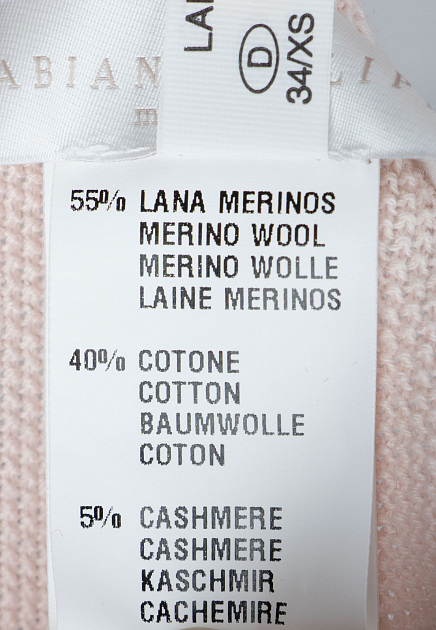 LA
D
34/XS
55% LANA MERINOS
MERINO WOOL
MERINO WOLLE
LAINE MERINOS
40% COTONE
COTTON
BAUMWOLLE
COTON
5% CASHMERE
CASHMERE
KASCHMIR
CACHEMIRE